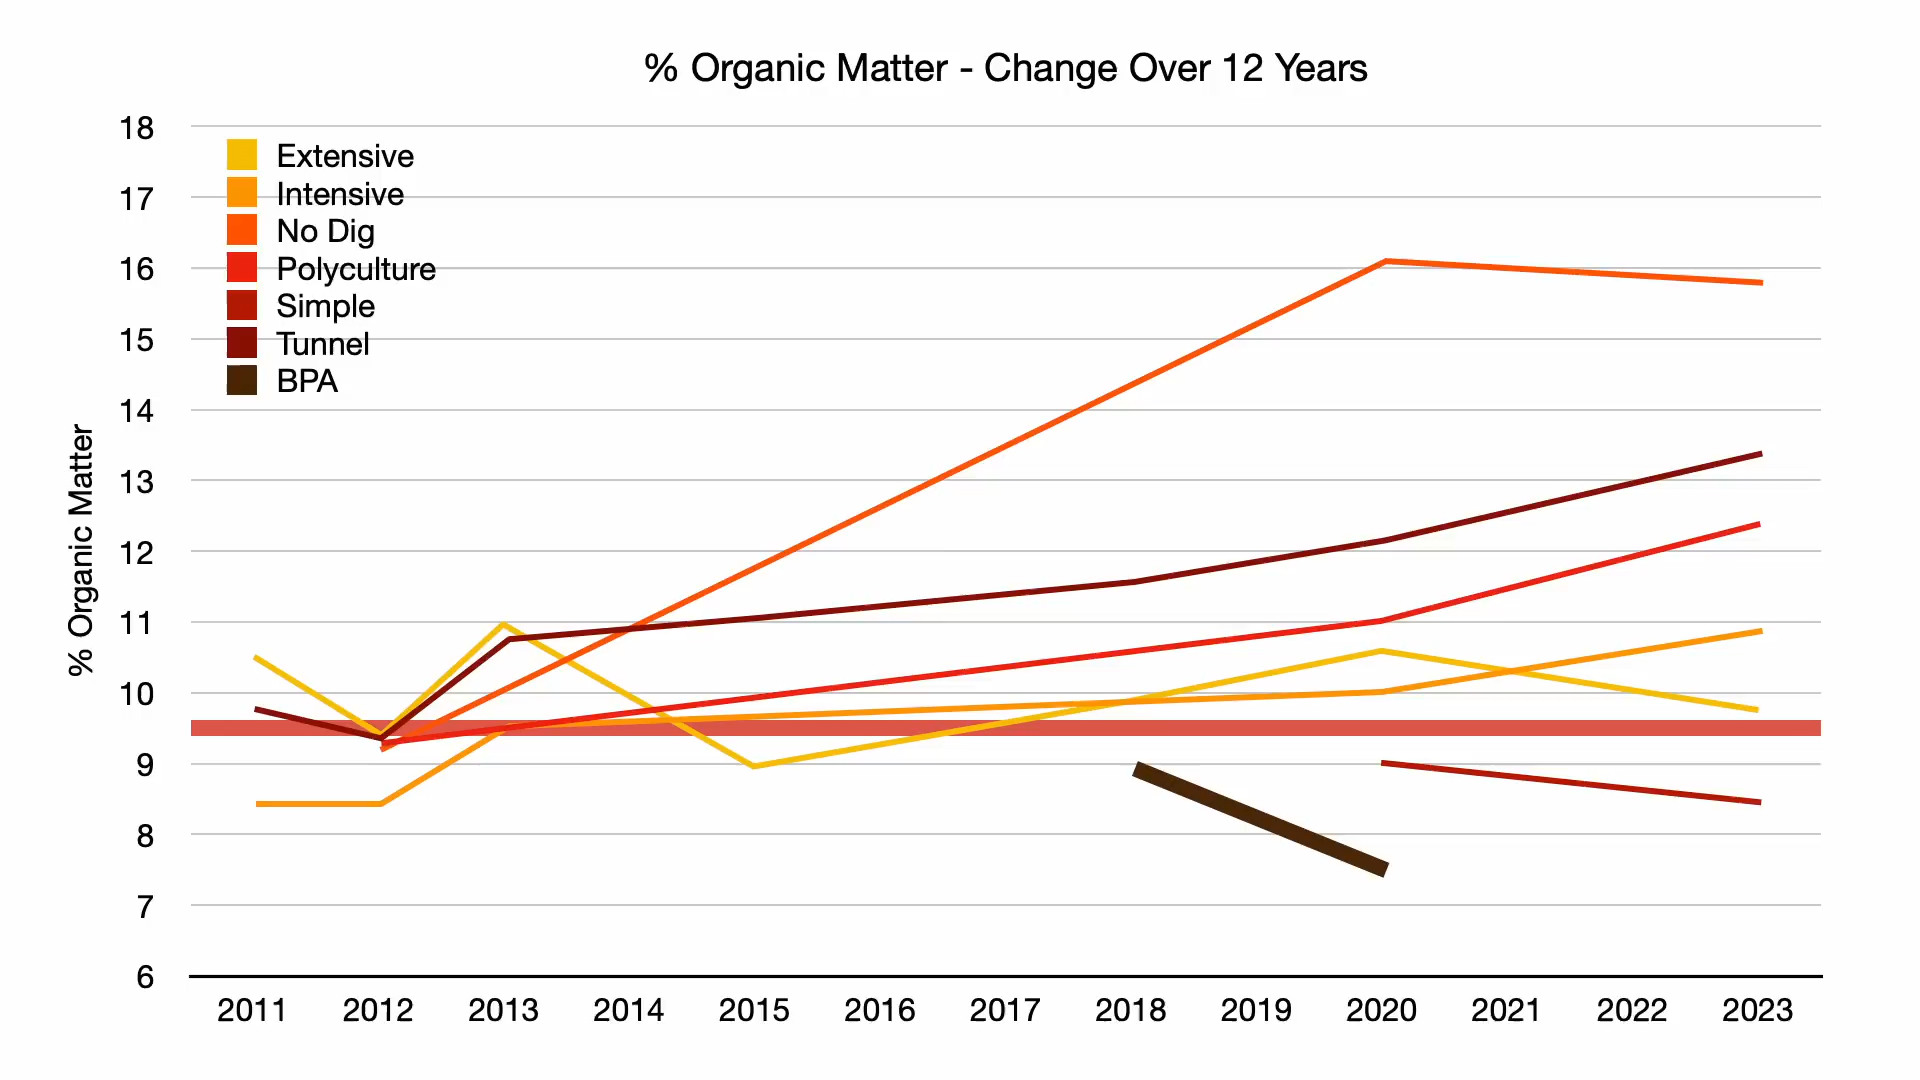 % Organic Matter - Change Over 12 Years
18
17
16
15
14
13
12
11
10
9
8
7
6
% Organic Matter
Extensive
Intensive
No Dig
Polyculture
Simple
Tunnel
BPA
2011 2012 2013 2014 2015 2016 2017 2018 2019 2020 2021 2022 2023